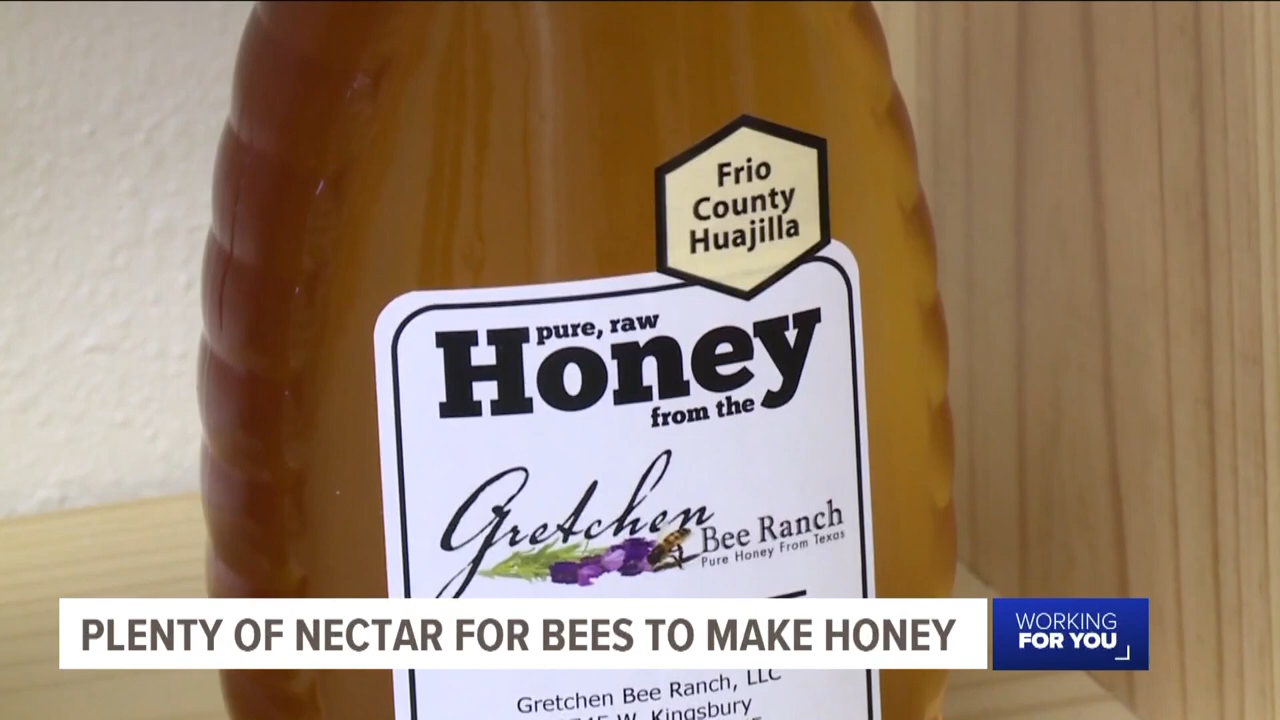 Frio
County
Huajilla
pure, raw
Honey
from the
Gretchen
Bee Ranch
Pure Honey From Texas
PLENTY OF NECTAR FOR BEES TO MAKE HONEY
WORKING
FOR YOU
Gretchen Bee Ranch, LLC
W. Kingsbury